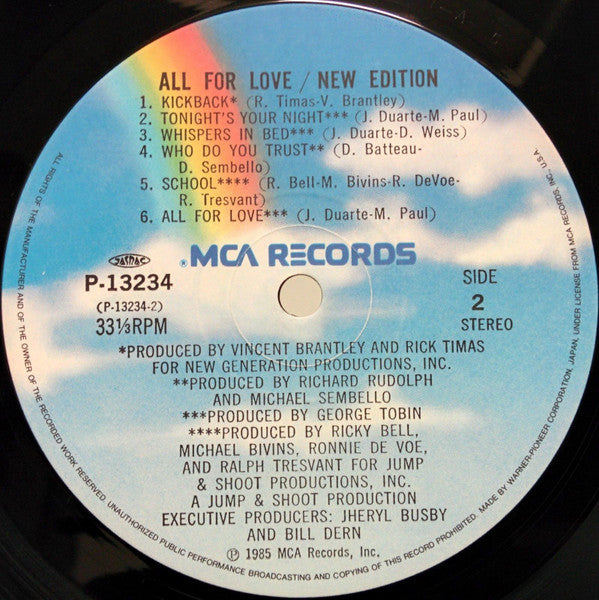 ALL FOR LOVE / NEW EDITION
1. KICKBACK* (R. Timas-V. Brantley)
2. TONIGHT'S YOUR NIGHT*** (J. Duarte-M. Paul)
3. WHISPERS IN BED*** (J. Duarte-D. Weiss)
4. WHO DO YOU TRUST** (D. Batteau-
D. Sembello)
5. SCHOOL**** (R. Bell-M. Bivins-R. DeVoe-
R. Tresvant)
6. ALL FOR LOVE*** (J. Duarte-M. Paul)
®MCA RECORDS
JASRAC
P-13234
(P-13234-2)
33⅓RPM
SIDE
2
STEREO
*PRODUCED BY VINCENT BRANTLEY AND RICK TIMAS
FOR NEW GENERATION PRODUCTIONS, INC.
**PRODUCED BY RICHARD RUDOLPH
AND MICHAEL SEMBELLO
***PRODUCED BY GEORGE TOBIN
****PRODUCED BY RICKY BELL,
MICHAEL BIVINS, RONNIE DE VOE,
AND RALPH TRESVANT FOR JUMP
& SHOOT PRODUCTIONS, INC.
A JUMP & SHOOT PRODUCTION
EXECUTIVE PRODUCERS: JHERYL BUSBY
AND BILL DERN
Ⓟ 1985 MCA Records, Inc.
ALL RIGHTS OF THE MANUFACTURER AND OF THE OWNER OF THE RECORDED WORK RESERVED. UNAUTHORIZED PUBLIC PERFORMANCE BROADCASTING AND COPYING OF THIS RECORD PROHIBITED. MADE BY WARNER-PIONEER CORPORATION, JAPAN, UNDER LICENSE FROM MCA RECORDS, INC., U.S.A.